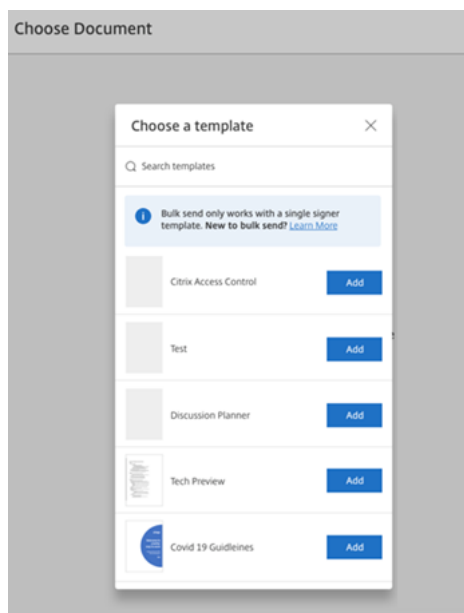 Choose Document
Choose a template
Search templates
Bulk send only works with a single signer
template. New to bulk send? Learn More
Citrix Access Control
Add
Test
Add
Discussion Planner
Add
Tech Preview
Add
Covid 19 Guidleines
Add